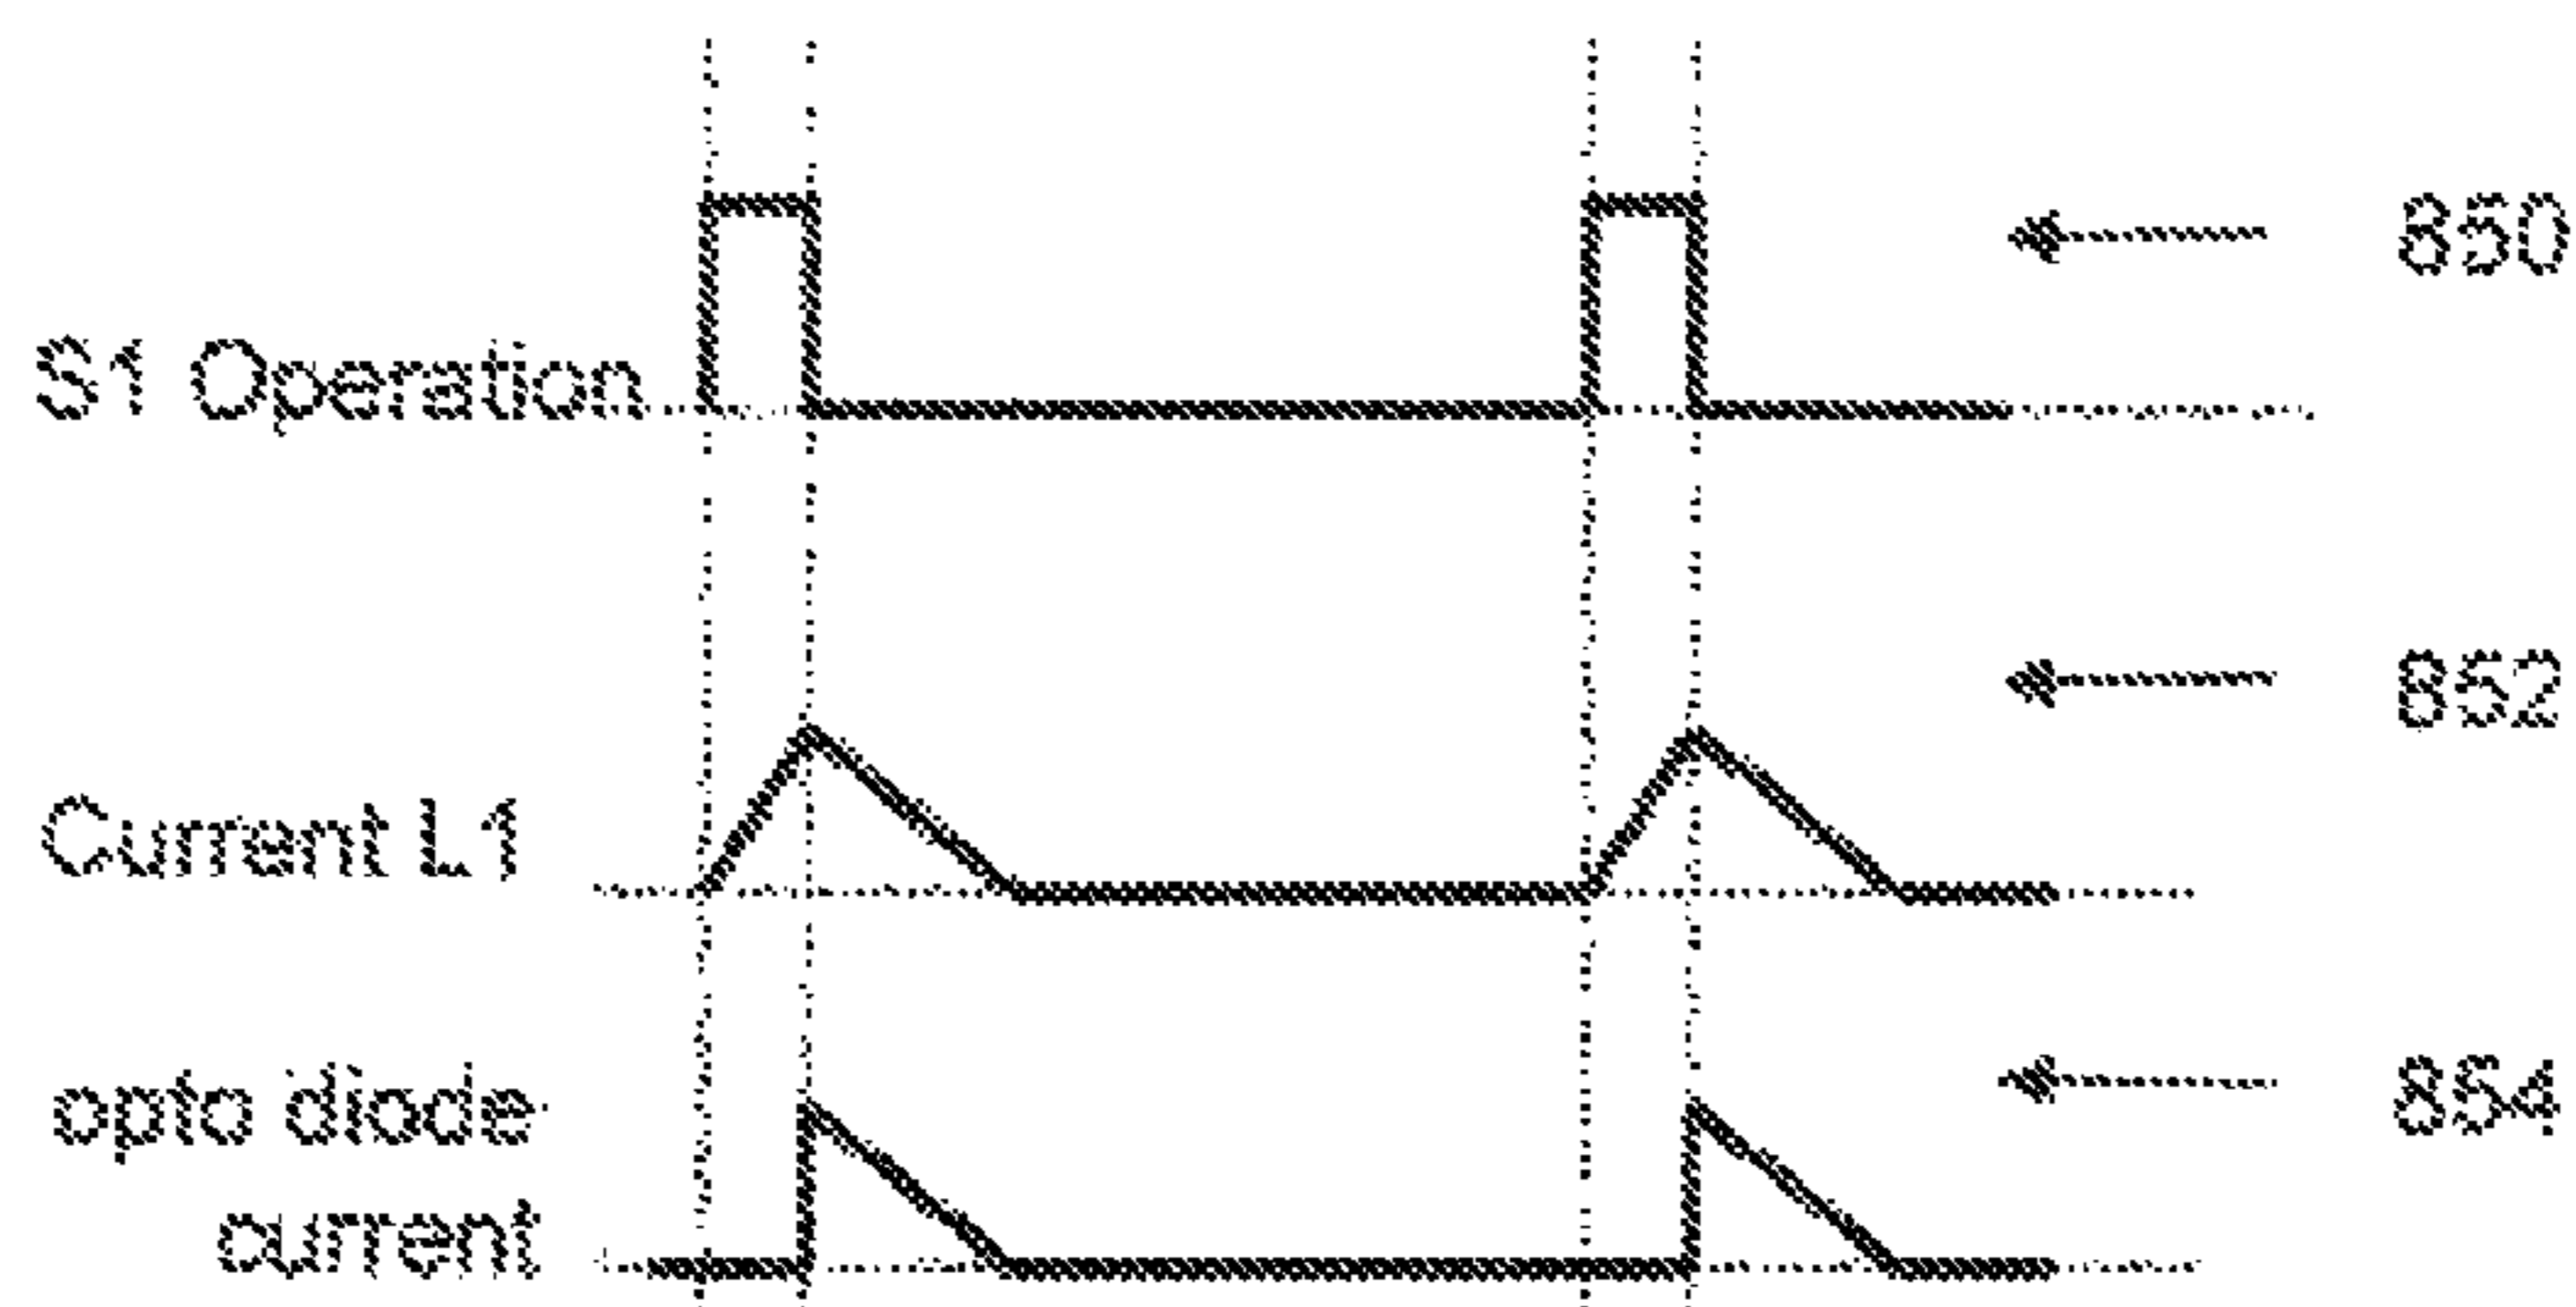 850
S1 Operation
852
Current L1
opto diode
854
current